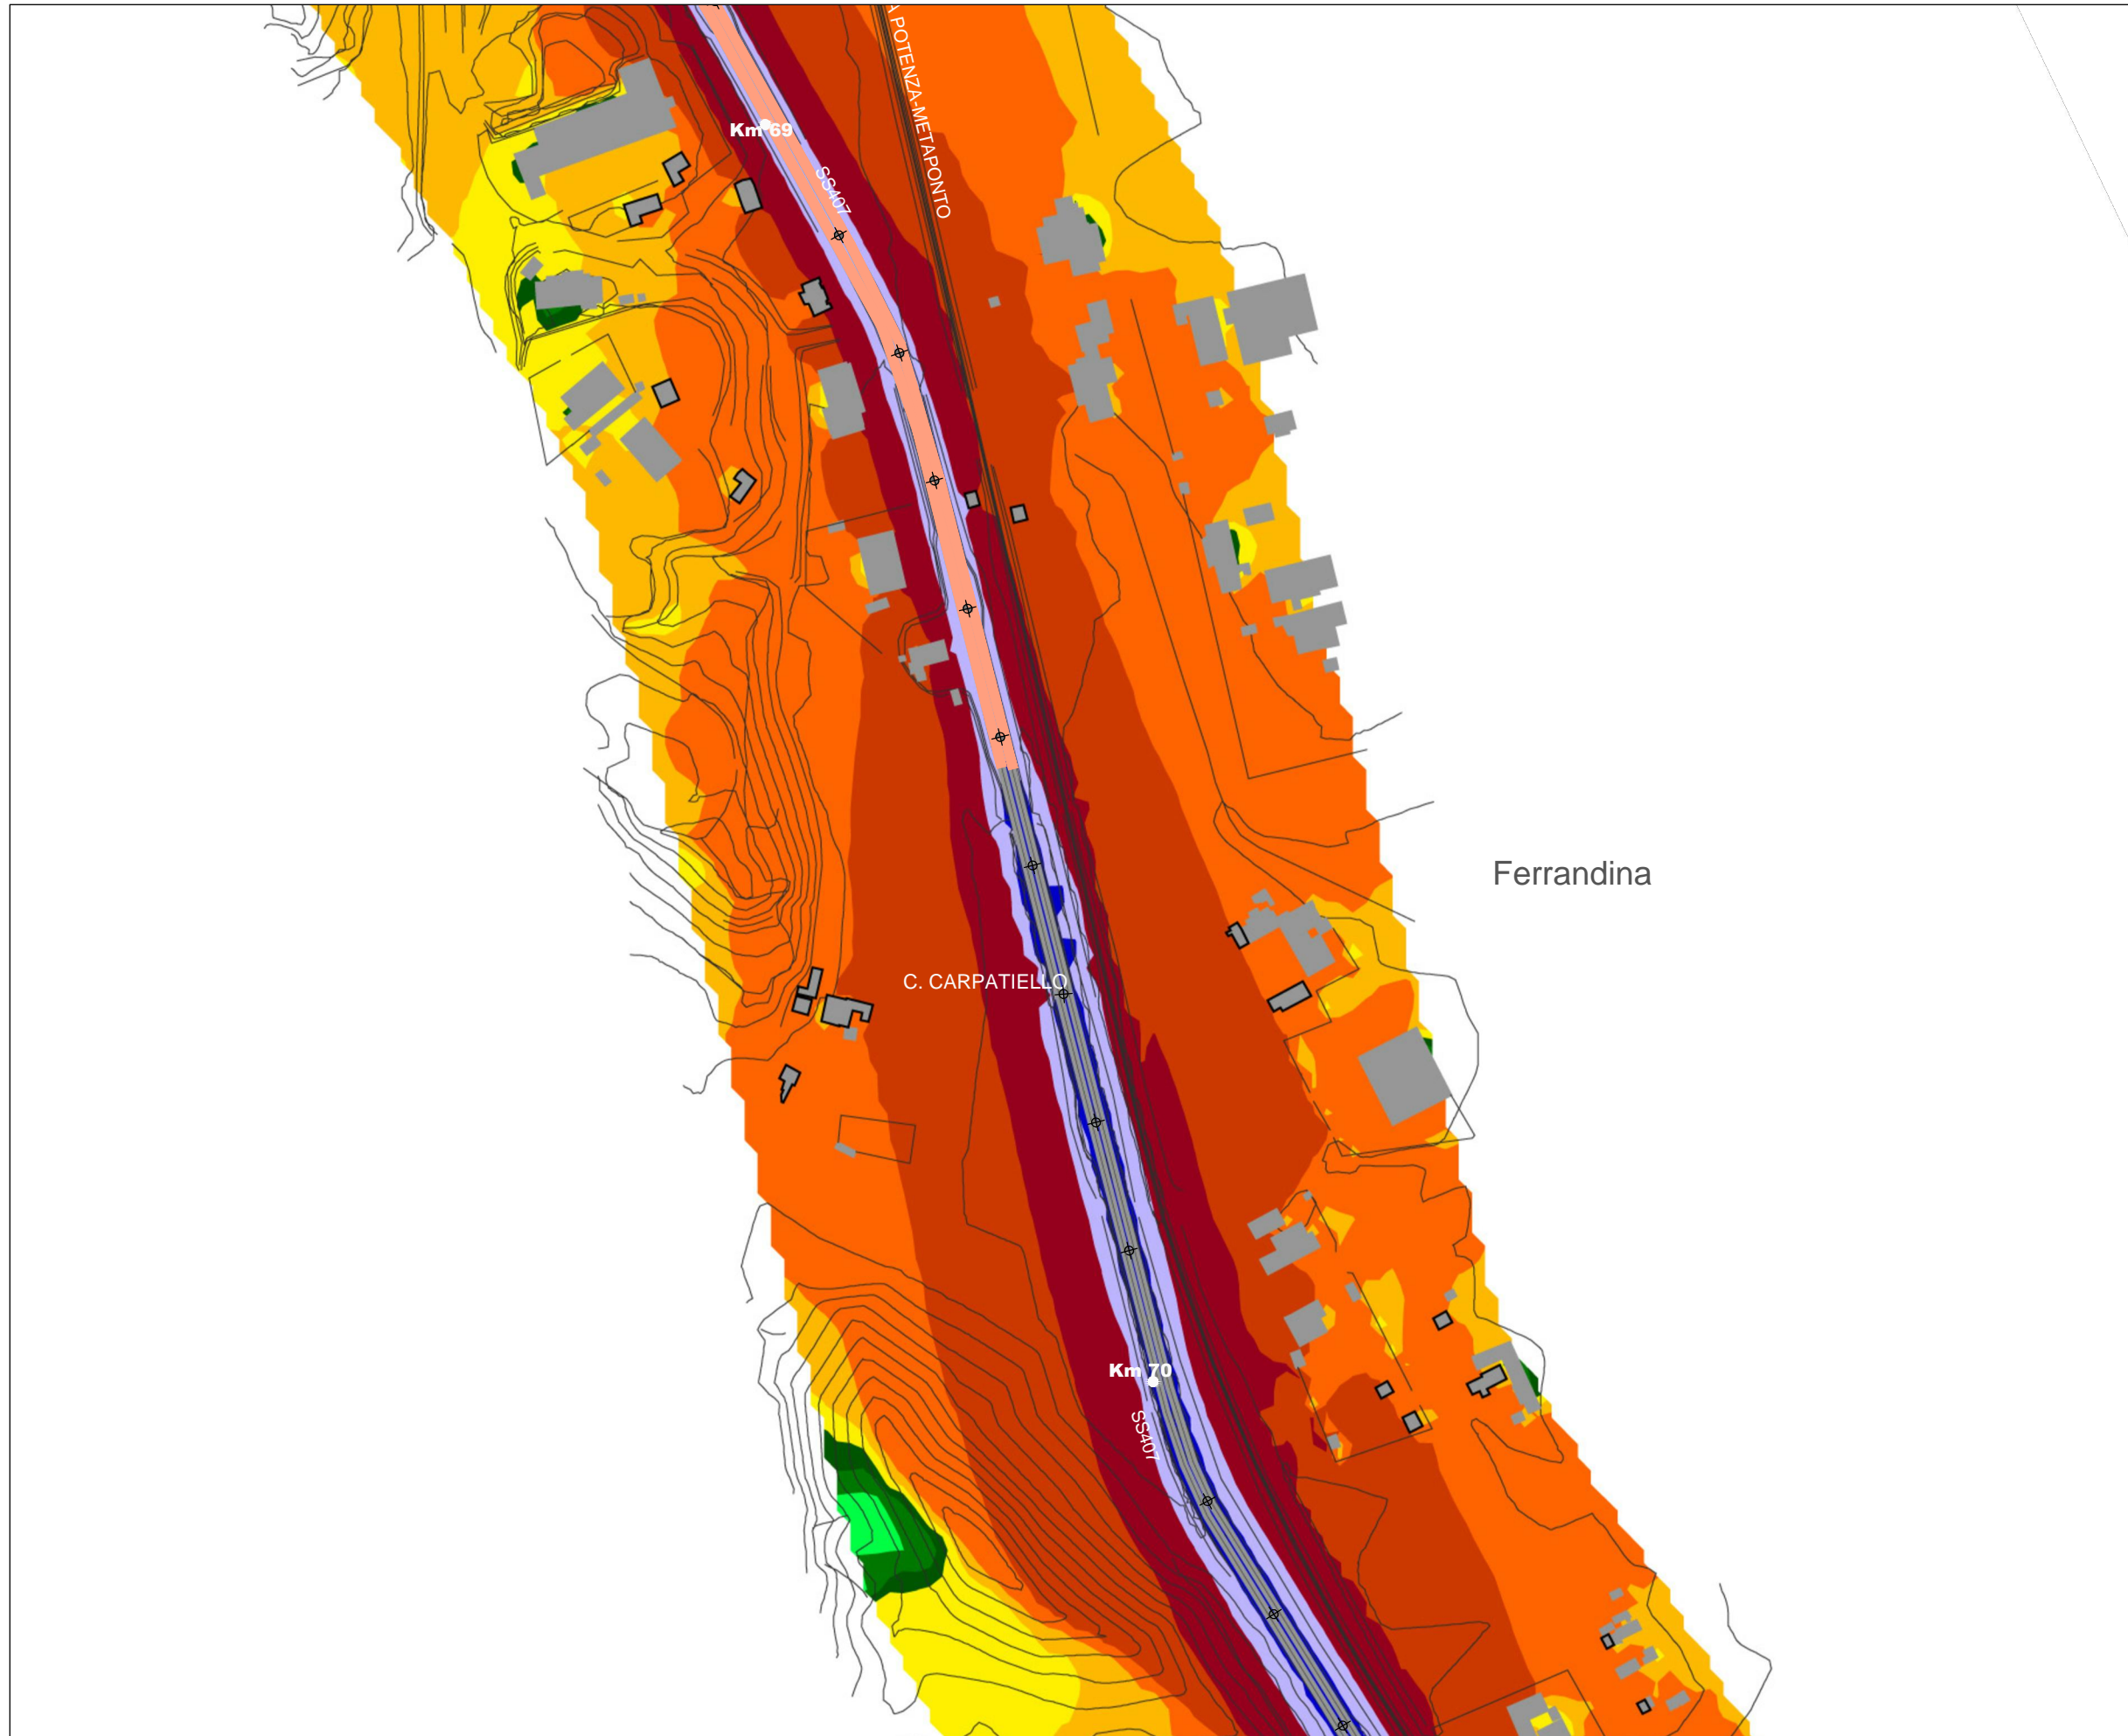 POTENZA-METAPONTO
Km 69
SS407
Ferrandina
C. CARPATIELLO
Km 70
SS407